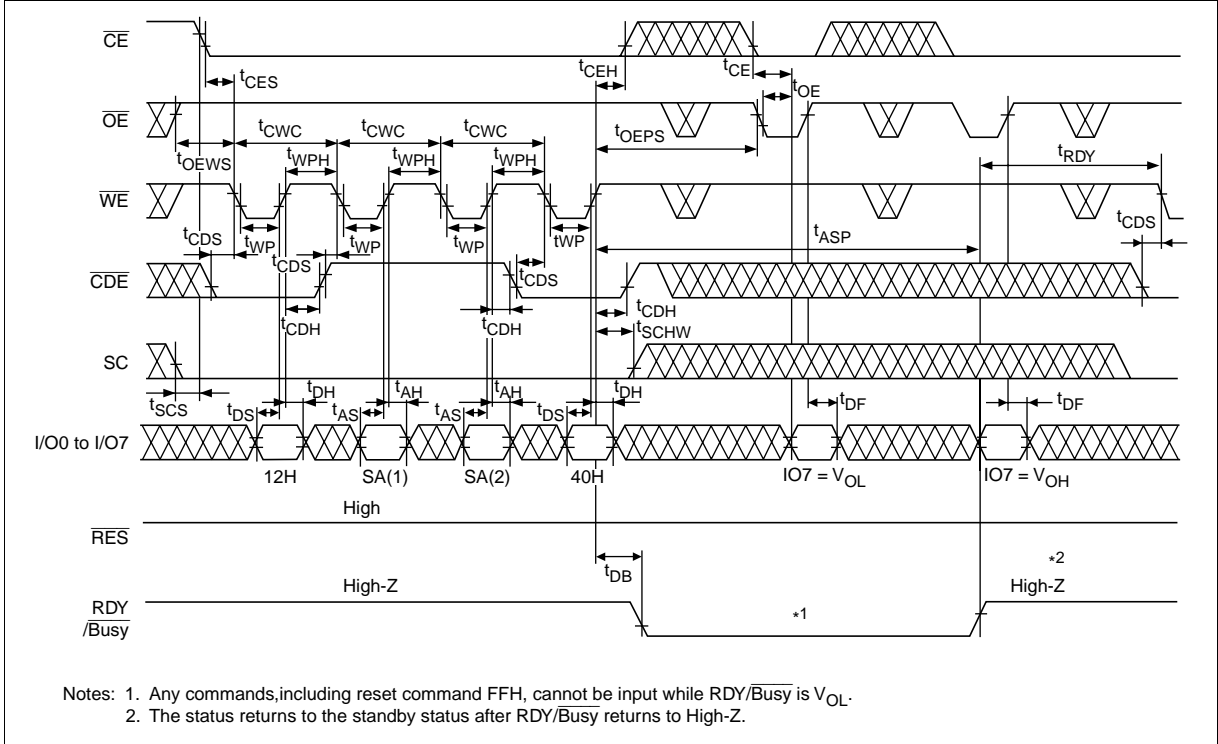 CE
tCES
tCEH
tCE
tOE
OE
tOEWS
tCWC
tCWC
tCWC
tWPH
tWPH
tWPH
tOEPS
tRDY
WE
tCDS
tWP
tCDS
tWP
tWP
tWP
tCDS
tASP
tCDS
CDE
tCDH
tCDH
tCDH
tSCHW
SC
tSCS
tDS
tDH
tAS
tAH
tAS
tAH
tDS
tDH
tDF
tDF
I/O0 to I/O7
12H
SA(1)
SA(2)
40H
IO7 = VOL
IO7 = VOH
High
RES
tDB
*2
High-Z
High-Z
RDY
/Busy
*1
Notes: 1. Any commands,including reset command FFH, cannot be input while RDY/Busy is VOL.
2. The status returns to the standby status after RDY/Busy returns to High-Z.